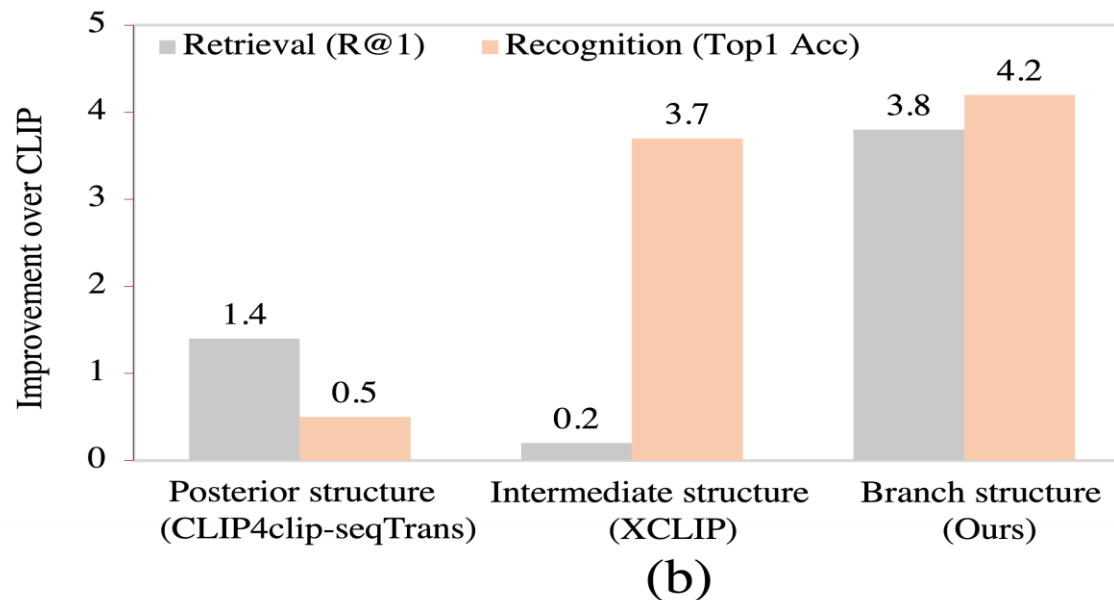 5
Retrieval (R@1) Recognition (Top1 Acc)
4.2
4
3.8
3.7
3
Improvement over CLIP
2
1.4
1
0.5
0.2
0
Posterior structure Intermediate structure Branch structure
(CLIP4clip-seqTrans) (XCLIP) (Ours)
(b)